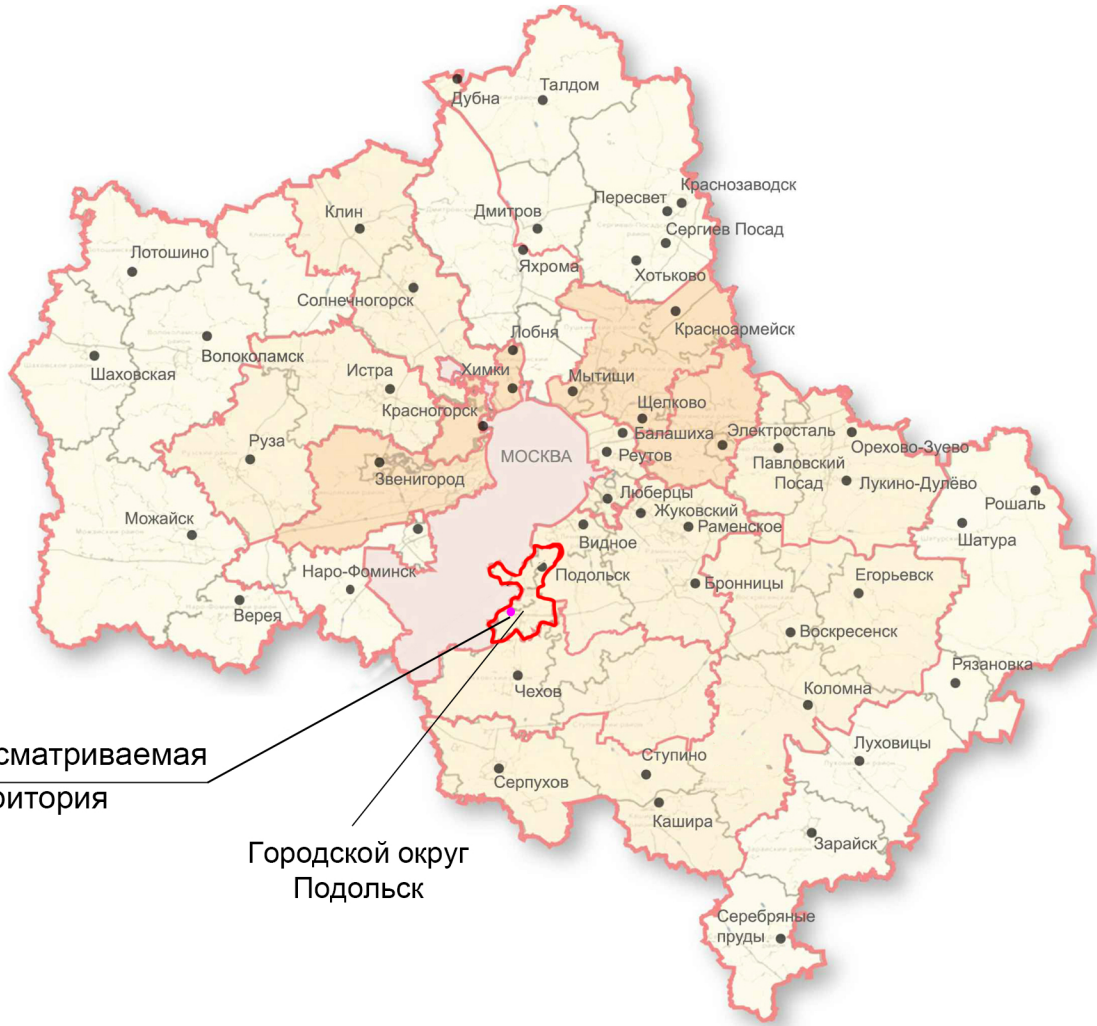 Дубна
Талдом
Краснозаводск
Пересвет
Сергиев Посад
Хотьково
Клин
Дмитров
Яхрома
Лотошино
Солнечногорск
Лобня
Красноармейск
Волоколамск
Шаховская
Истра
Химки
Мытищи
Красногорск
Щелково
Балашиха
Электросталь
Орехово-Зуево
Руза
МОСКВА
Реутов
Павловский
Посад
Звенигород
Лукино-Дулёво
Люберцы
Жуковский
Раменское
Рошаль
Можайск
Видное
Шатура
Наро-Фоминск
Подольск
Бронницы
Егорьевск
Верея
Воскресенск
Рязановка
Чехов
Коломна
Луховицы
Ступино
Серпухов
Кашира
Зарайск
Серебряные
пруды
сматриваемая
ритория
Городской округ
Подольск